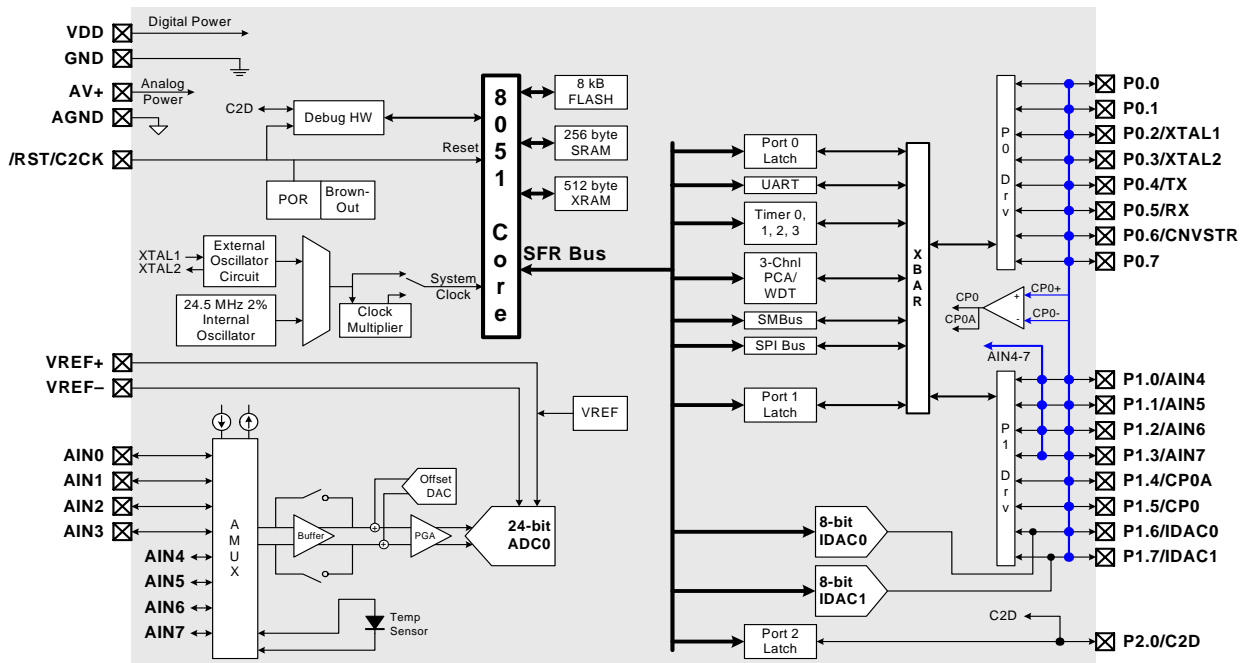 VDD
Digital Power
GND
AV+
Analog
Power
AGND
/RST/C2CK
C2D
Debug HW
Reset
POR
Brown-
Out
XTAL1
XTAL2
External
Oscillator
Circuit
24.5 MHz 2%
Internal
Oscillator
Clock
Multiplier
System
Clock
8
0
5
1
C
o
r
e
8 kB
FLASH
256 byte
SRAM
512 byte
XRAM
SFR Bus
VREF+
VREF–
VREF
AIN0
AIN1
AIN2
AIN3
AIN4
AIN5
AIN6
AIN7
A
M
U
X
Buffer
+
+
Offset
DAC
PGA
24-bit
ADC0
Temp
Sensor
Port 0
Latch
UART
Timer 0,
1, 2, 3
3-Chnl
PCA/
WDT
SMBus
SPI Bus
Port 1
Latch
8-bit
IDAC0
8-bit
IDAC1
Port 2
Latch
X
B
A
R
P
0
D
r
v
CP0
CP0A
+
-
CP0+
CP0-
AIN4-7
P
1
D
r
v
C2D
P0.0
P0.1
P0.2/XTAL1
P0.3/XTAL2
P0.4/TX
P0.5/RX
P0.6/CNVSTR
P0.7
P1.0/AIN4
P1.1/AIN5
P1.2/AIN6
P1.3/AIN7
P1.4/CP0A
P1.5/CP0
P1.6/IDAC0
P1.7/IDAC1
P2.0/C2D